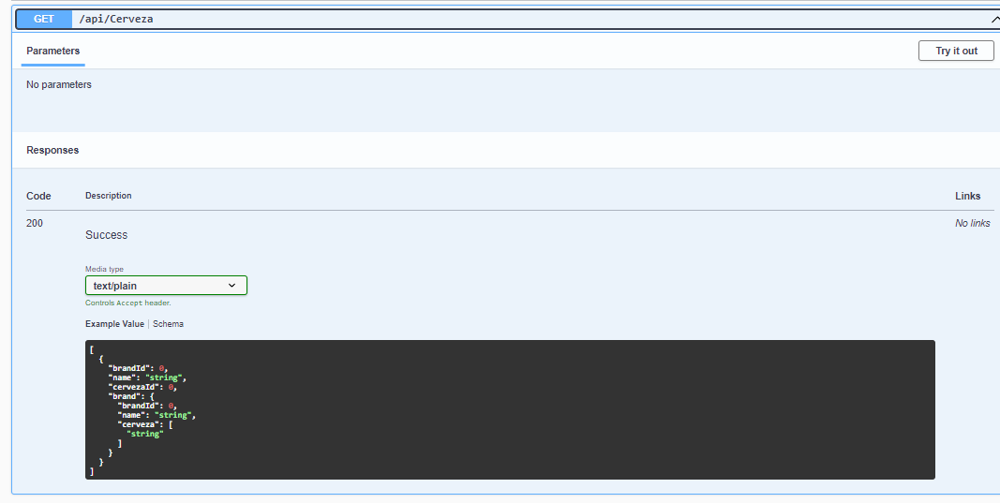 GET /api/Cerveza
Parameters Try it out
No parameters
Responses
Code Description Links
200 Success No links
Media type
text/plain
Controls Accept header.
Example Value | Schema
[
  {
    "brandId": 0,
    "name": "string",
    "cervezaId": 0,
    "brand": {
      "brandId": 0,
      "name": "string",
      "cerveza": [
        "string"
      ]
    }
  }
]